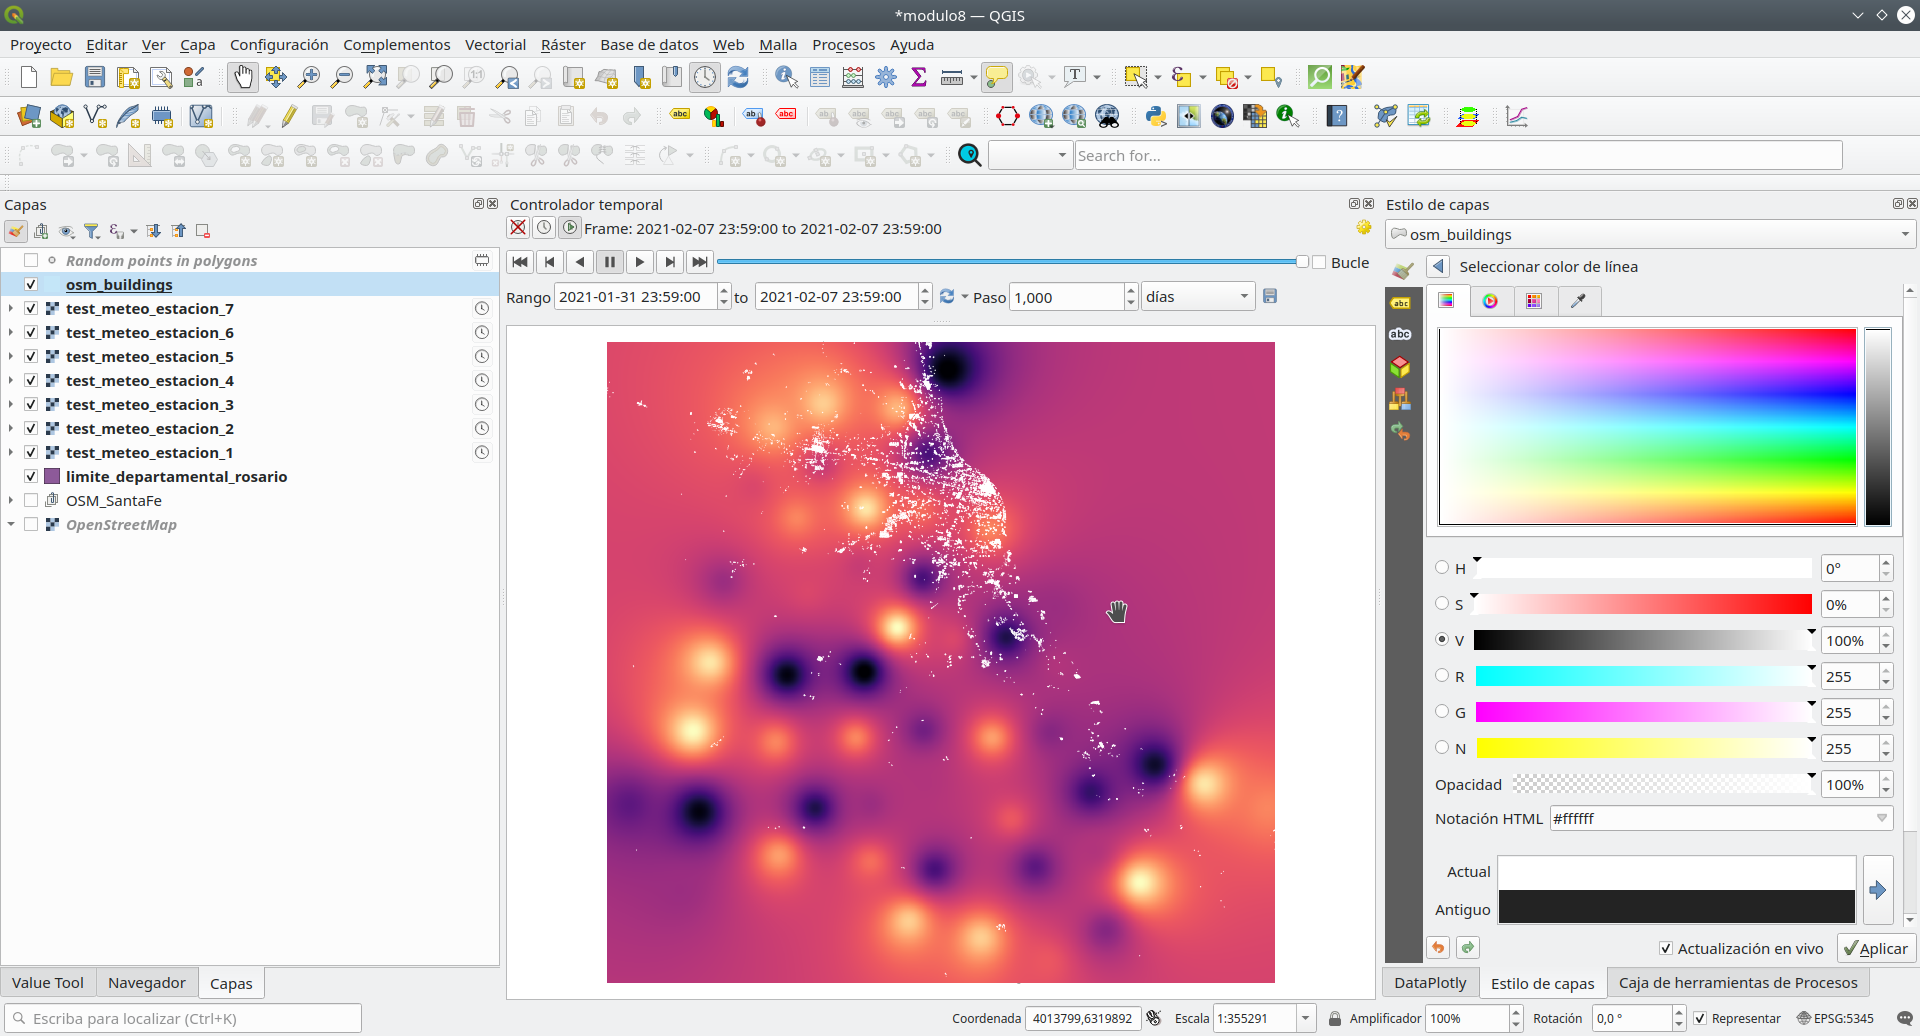 *modulo8 — QGIS
Proyecto Editar Ver Capa Configuración Complementos Vectorial Ráster Base de datos Web Malla Procesos Ayuda
Search for...
Capas
Random points in polygons
osm_buildings
test_meteo_estacion_7
test_meteo_estacion_6
test_meteo_estacion_5
test_meteo_estacion_4
test_meteo_estacion_3
test_meteo_estacion_2
test_meteo_estacion_1
limite_departamental_rosario
OSM_SantaFe
OpenStreetMap
Value Tool Navegador Capas
Controlador temporal
Frame: 2021-02-07 23:59:00 to 2021-02-07 23:59:00
Bucle
Rango 2021-01-31 23:59:00 to 2021-02-07 23:59:00 Paso 1,000 días
Estilo de capas
osm_buildings
Seleccionar color de línea
abc
abc
H 0°
S 0%
V 100%
R 255
G 255
N 255
Opacidad 100%
Notación HTML #ffffff
Actual
Antiguo
Actualización en vivo Aplicar
DataPlotly Estilo de capas Caja de herramientas de Procesos
Escriba para localizar (Ctrl+K)
Coordenada 4013799,6319892 Escala 1:355291 Amplificador 100% Rotación 0,0 ° Representar EPSG:5345